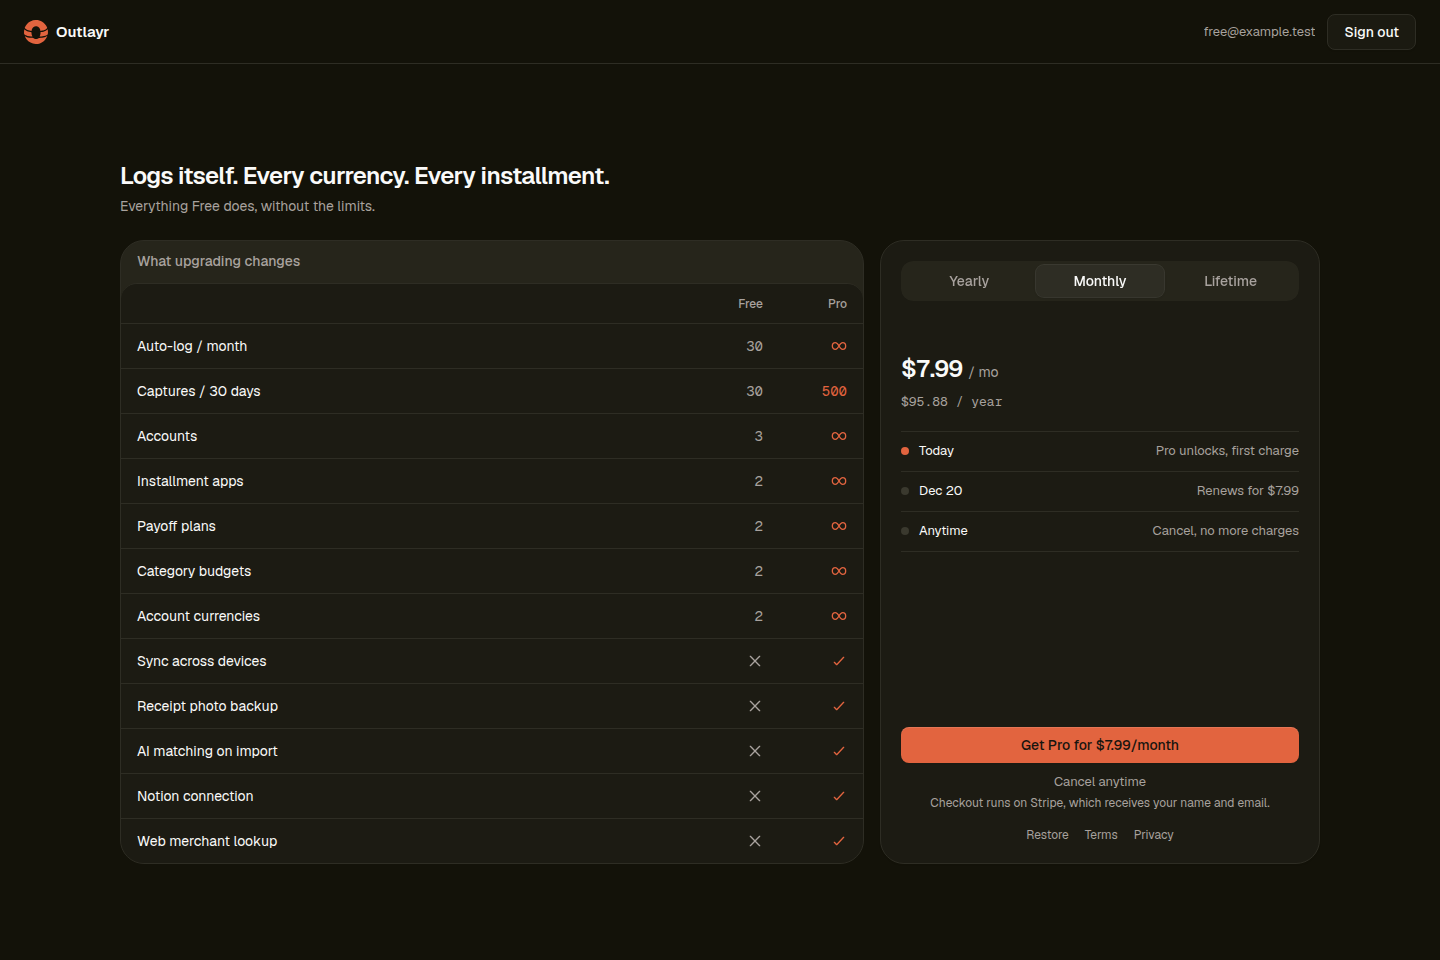 Outlayr
free@example.test
Sign out
Logs itself. Every currency. Every installment.
Everything Free does, without the limits.
What upgrading changes
Free Pro
Auto-log / month 30 ∞
Captures / 30 days 30 500
Accounts 3 ∞
Installment apps 2 ∞
Payoff plans 2 ∞
Category budgets 2 ∞
Account currencies 2 ∞
Sync across devices
Receipt photo backup
AI matching on import
Notion connection
Web merchant lookup
Yearly Monthly Lifetime
$7.99 / mo
$95.88 / year
Today Pro unlocks, first charge
Dec 20 Renews for $7.99
Anytime Cancel, no more charges
Get Pro for $7.99/month
Cancel anytime
Checkout runs on Stripe, which receives your name and email.
Restore Terms Privacy